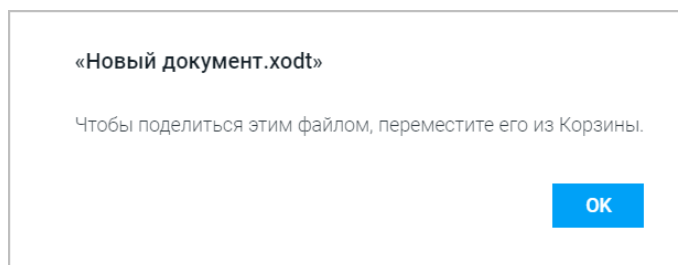 «Новый документ.xodt»
Чтобы поделиться этим файлом, переместите его из Корзины.
OK